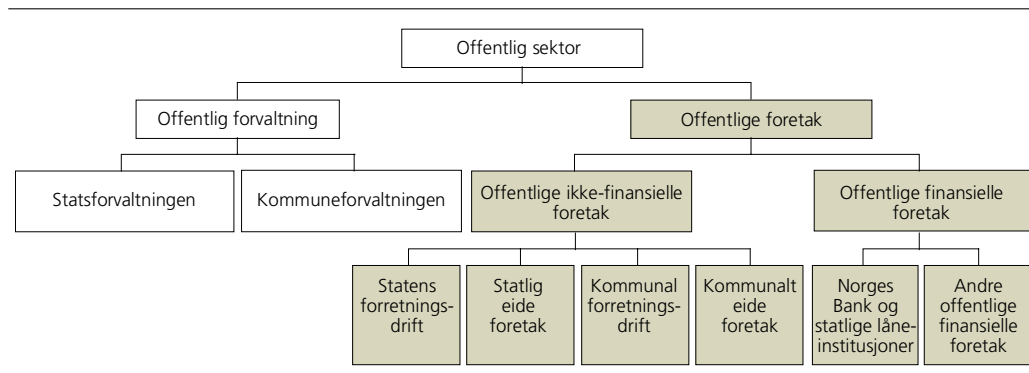 Offentlig sektor
Offentlig forvaltning
Offentlige foretak
Statsforvaltningen
Kommuneforvaltningen
Offentlige ikke-finansielle
foretak
Offentlige finansielle
foretak
Statens
forretnings-
drift
Statlig
eide
foretak
Kommunal
forretnings-
drift
Kommunalt
eide
foretak
Norges
Bank og
statlige låne-
institusjoner
Andre
offentlige
finansielle
foretak